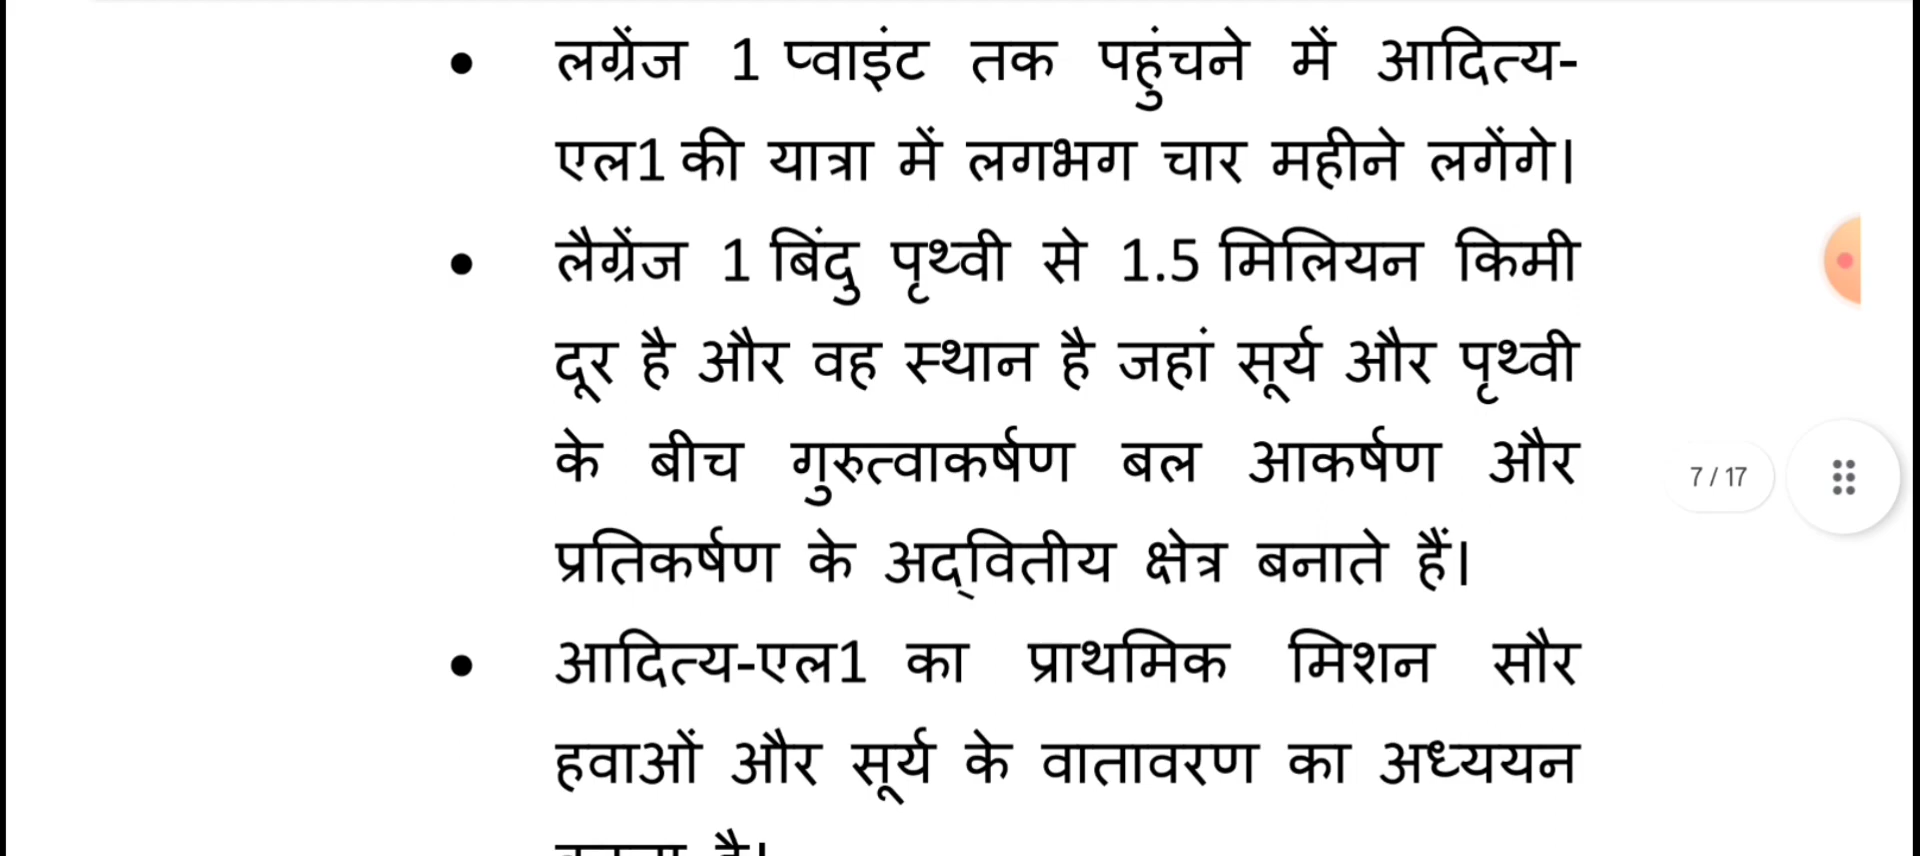 • लग्रेंज 1 प्वाइंट तक पहुंचने में आदित्य-
एल1 की यात्रा में लगभग चार महीने लगेंगे।
• लैग्रेंज 1 बिंदु पृथ्वी से 1.5 मिलियन किमी
दूर है और वह स्थान है जहां सूर्य और पृथ्वी
के बीच गुरुत्वाकर्षण बल आकर्षण और
7 / 17
प्रतिकर्षण के अद्वितीय क्षेत्र बनाते हैं।
• आदित्य-एल1 का प्राथमिक मिशन सौर
हवाओं और सूर्य के वातावरण का अध्ययन
है।